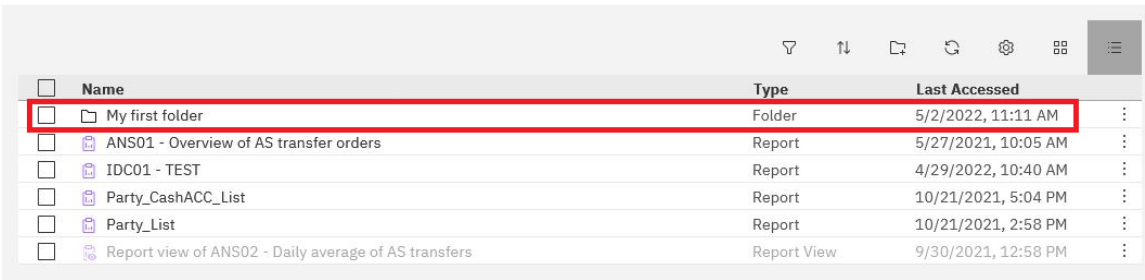 Name Type Last Accessed
My first folder Folder 5/2/2022, 11:11 AM
ANS01 - Overview of AS transfer orders Report 5/27/2021, 10:05 AM
IDC01 - TEST Report 4/29/2022, 10:40 AM
Party_CashACC_List Report 10/21/2021, 5:04 PM
Party_List Report 10/21/2021, 2:58 PM
Report view of ANS02 - Daily average of AS transfers Report View 9/30/2021, 12:58 PM